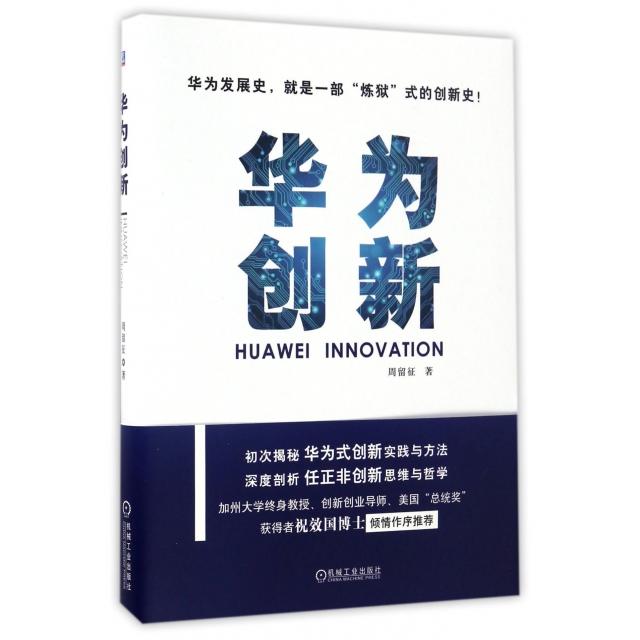 华为发展史，就是一部“炼狱”式的创新史！
华为
创新
HUAWEI INNOVATION
周留征 著
初次揭秘 华为式创新 实践与方法
深度剖析 任正非创新 思维与哲学
加州大学终身教授、创新创业导师、美国“总统奖”
获得者祝效国博士 倾情作序推荐
机械工业出版社
CHINA MACHINE PRESS
华为创新
HUAWEI
INNOVATION
周留征 著
机械工业出版社